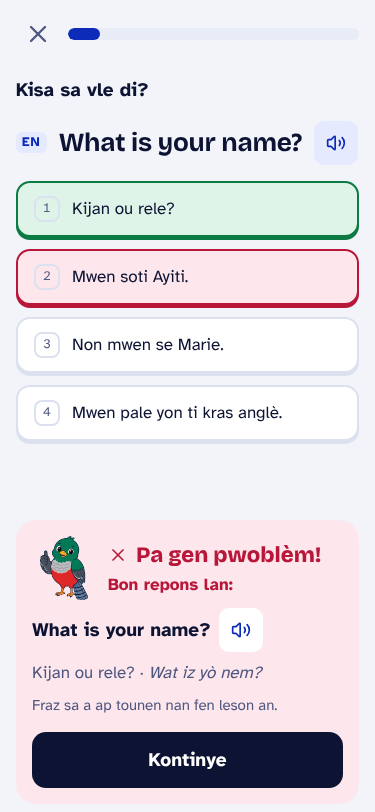 Kisa sa vle di?
EN What is your name?
1 Kijan ou rele?
2 Mwen soti Ayiti.
3 Non mwen se Marie.
4 Mwen pale yon ti kras anglè.
Pa gen pwoblèm!
Bon repons lan:
What is your name?
Kijan ou rele? · Wat iz yò nem?
Fraz sa a ap tounen nan fen leson an.
Kontinye